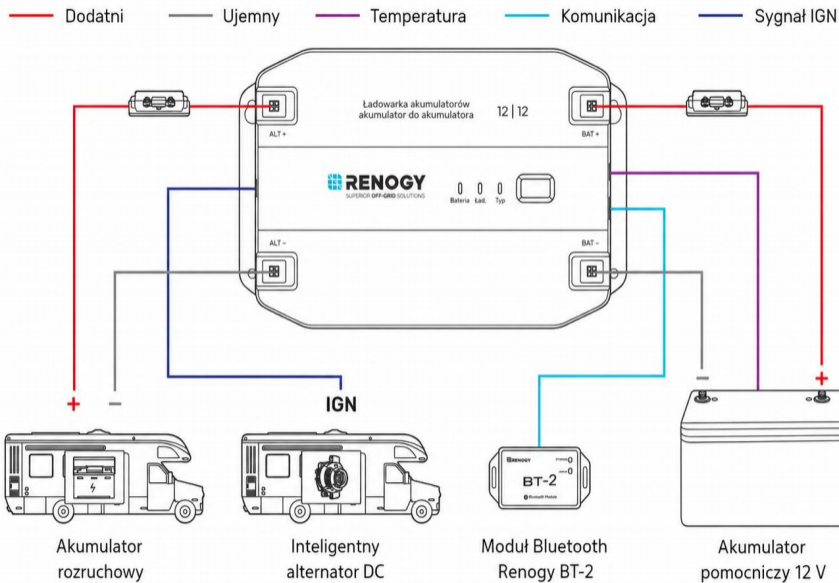 Dodatni
Ujemny
Temperatura
Komunikacja
Sygnał IGN
Ładowarka akumulatorów
akumulator do akumulatora
12 | 12
ALT +
BAT +
RENOGY
SUPERIOR OFF-GRID SOLUTIONS
Bateria
Ład.
Typ
ALT −
BAT −
+
−
IGN
−
+
RENOGY
BT-2
Bluetooth Module
Akumulator
rozruchowy
Inteligentny
alternator DC
Moduł Bluetooth
Renogy BT-2
Akumulator
pomocniczy 12 V